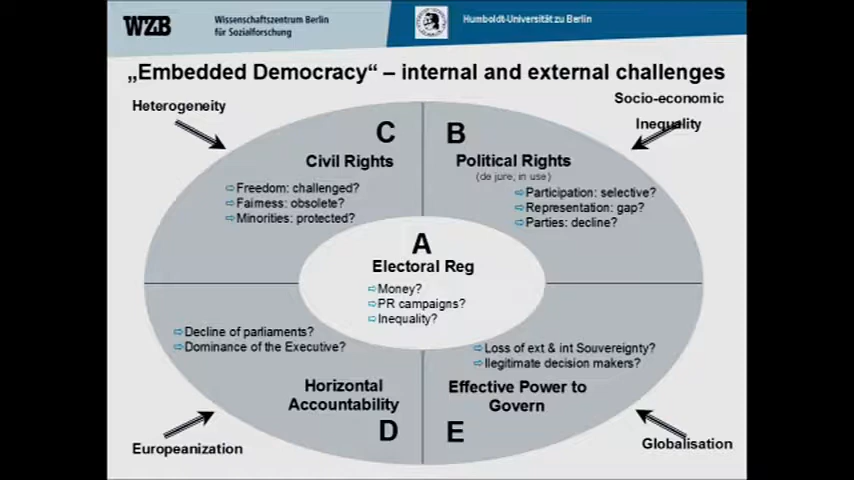 WZB
Wissenschaftszentrum Berlin
für Sozialforschung
Humboldt-Universität zu Berlin
„Embedded Democracy“ – internal and external challenges
Heterogeneity
Socio-economic
Inequality
C
Civil Rights
⇨Freedom: challenged?
⇨Fairness: obsolete?
⇨Minorities: protected?
B
Political Rights
(de jure; in use)
⇨Participation: selective?
⇨Representation: gap?
⇨Parties: decline?
A
Electoral Reg
⇨Money?
⇨PR campaigns?
⇨Inequality?
⇨Decline of parliaments?
⇨Dominance of the Executive?
Horizontal
Accountability
D
⇨Loss of ext & int Souvereignty?
⇨Ilegitimate decision makers?
Effective Power to
Govern
E
Europeanization
Globalisation